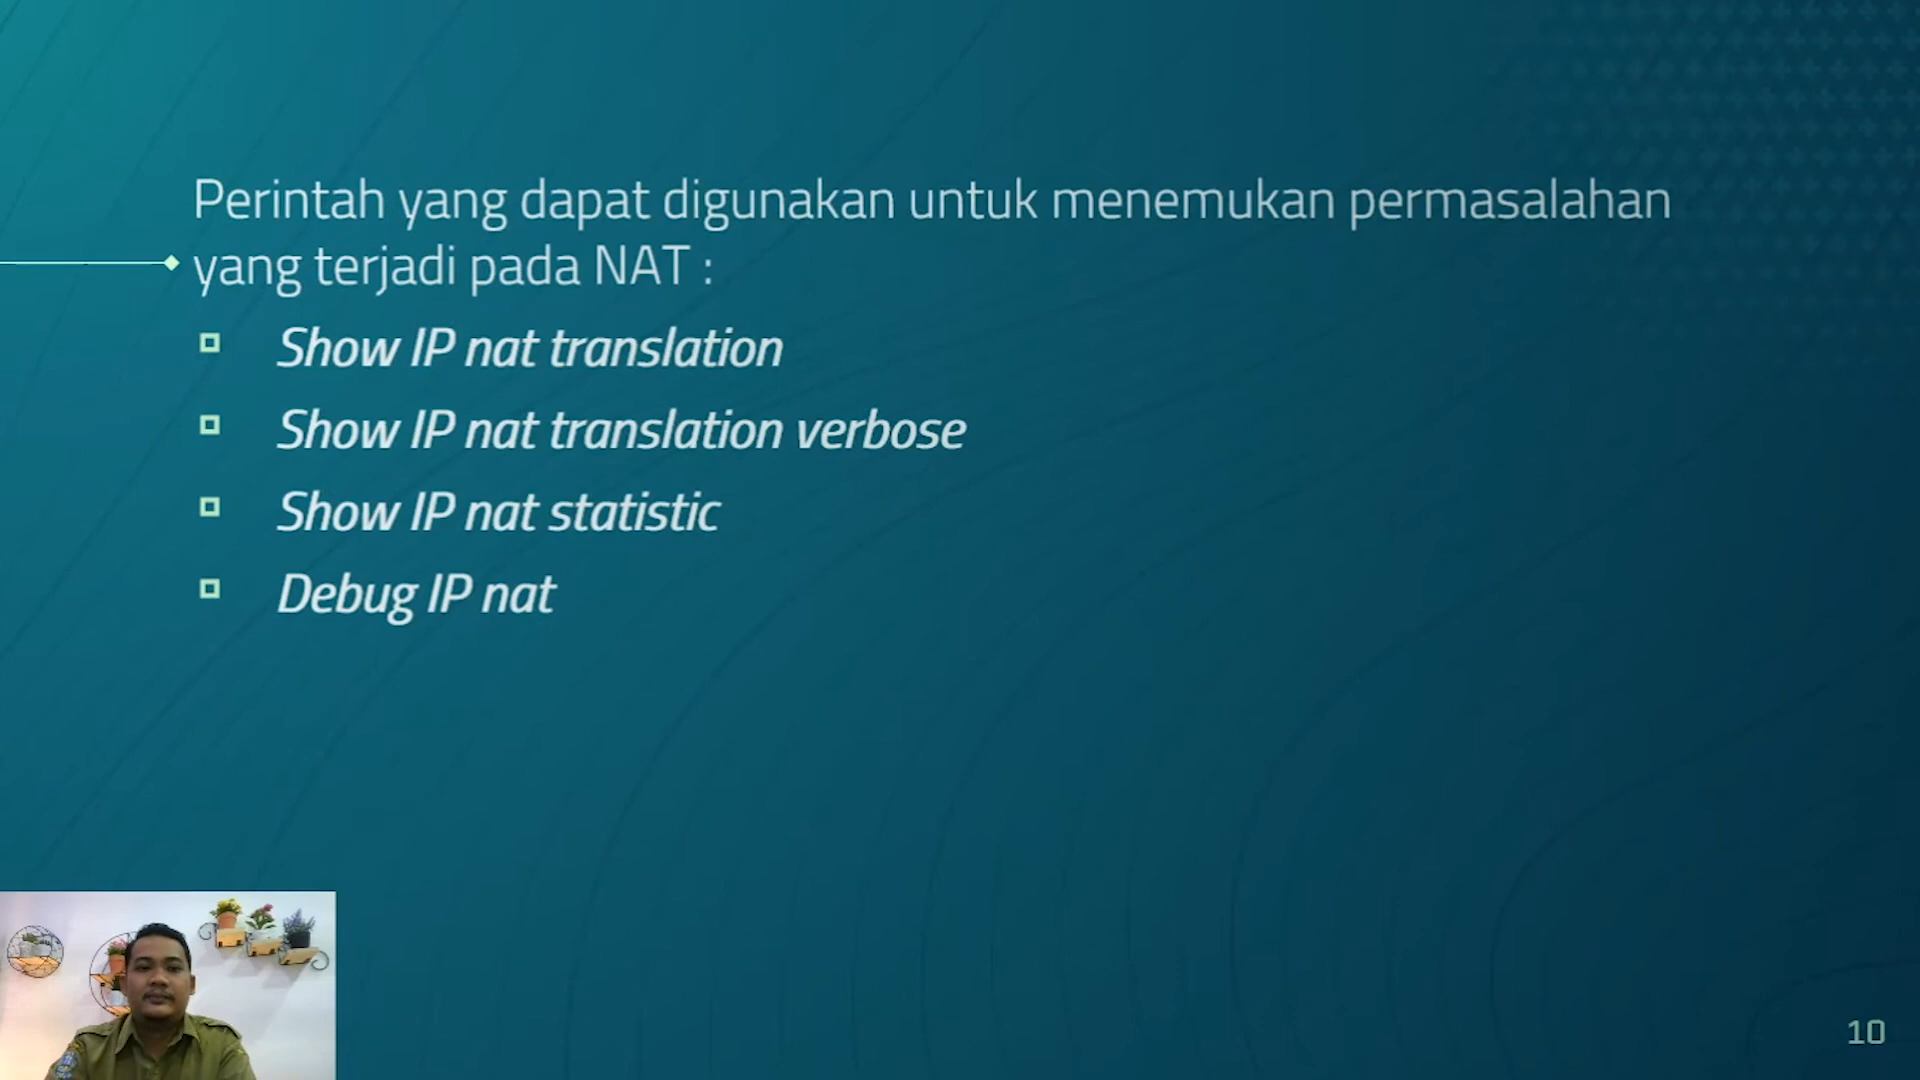 Perintah yang dapat digunakan untuk menemukan permasalahan
yang terjadi pada NAT :
Show IP nat translation
Show IP nat translation verbose
Show IP nat statistic
Debug IP nat
10